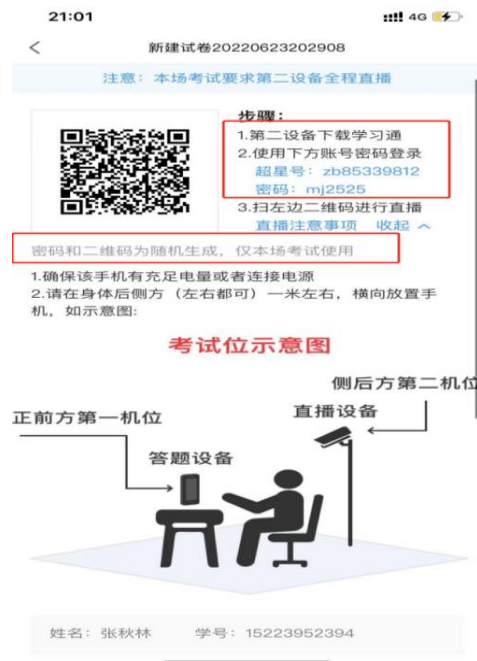 21:01
4G
新建试卷20220623202908
注意：本场考试要求第二设备全程直播
步骤：
1.第二设备下载学习通
2.使用下方账号密码登录
超星号：zb85339812
密码：mj2525
3.扫左边二维码进行直播
直播注意事项 收起
密码和二维码为随机生成，仅本场考试使用
1.确保该手机有充足电量或者连接电源
2.请在身体后侧方（左右都可）一米左右，横向放置手
机，如示意图:
考试位示意图
侧后方第二机位
正前方第一机位
直播设备
答题设备
姓名：张秋林 学号：15223952394